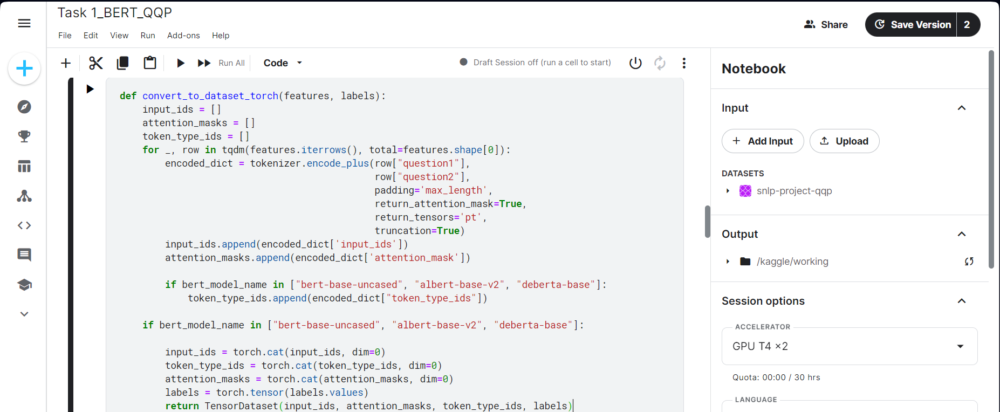 Task 1_BERT_QQP
File Edit View Run Add-ons Help
Share
Save Version 2
Run All Code
Draft Session off (run a cell to start)
def convert_to_dataset_torch(features, labels):
    input_ids = []
    attention_masks = []
    token_type_ids = []
    for _, row in tqdm(features.iterrows(), total=features.shape[0]):
        encoded_dict = tokenizer.encode_plus(row["question1"],
                                             row["question2"],
                                             padding='max_length',
                                             return_attention_mask=True,
                                             return_tensors='pt',
                                             truncation=True)
        input_ids.append(encoded_dict['input_ids'])
        attention_masks.append(encoded_dict['attention_mask'])
        if bert_model_name in ["bert-base-uncased", "albert-base-v2", "deberta-base"]:
            token_type_ids.append(encoded_dict["token_type_ids"])
    if bert_model_name in ["bert-base-uncased", "albert-base-v2", "deberta-base"]:
        input_ids = torch.cat(input_ids, dim=0)
        token_type_ids = torch.cat(token_type_ids, dim=0)
        attention_masks = torch.cat(attention_masks, dim=0)
        labels = torch.tensor(labels.values)
        return TensorDataset(input_ids, attention_masks, token_type_ids, labels)
Notebook
Input
Add Input
Upload
DATASETS
snlp-project-qqp
Output
/kaggle/working
Session options
ACCELERATOR
GPU T4 ×2
Quota: 00:00 / 30 hrs
LANGUAGE